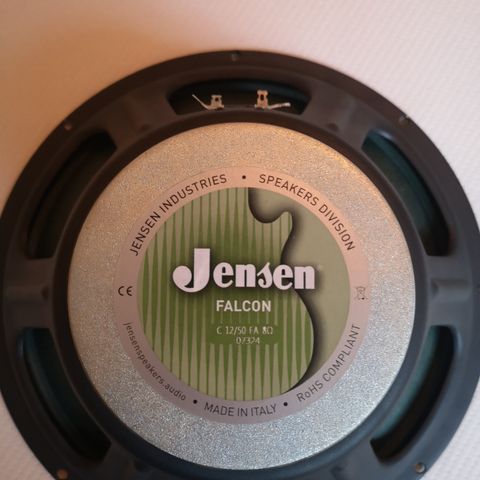 JENSEN INDUSTRIES • SPEAKERS DIVISION
Jensen®
FALCON
C 12/50 FA 8Ω
07324
CE
jensenspeakers.audio • MADE IN ITALY • RoHS COMPLIANT